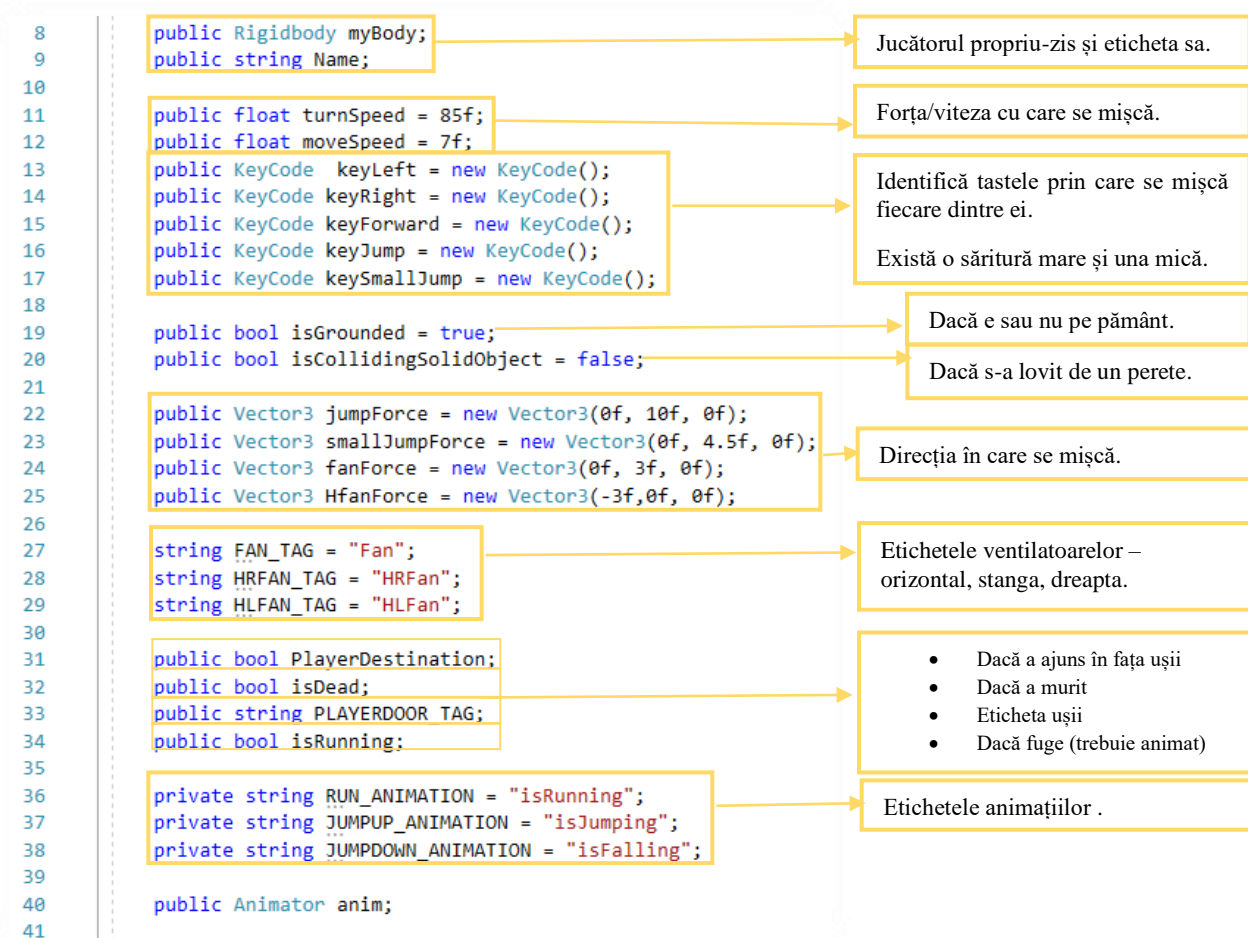 8 public Rigidbody myBody;
9 public string Name;
10
11 public float turnSpeed = 85f;
12 public float moveSpeed = 7f;
13 public KeyCode  keyLeft = new KeyCode();
14 public KeyCode keyRight = new KeyCode();
15 public KeyCode keyForward = new KeyCode();
16 public KeyCode keyJump = new KeyCode();
17 public KeyCode keySmallJump = new KeyCode();
18
19 public bool isGrounded = true;
20 public bool isCollidingSolidObject = false;
21
22 public Vector3 jumpForce = new Vector3(0f, 10f, 0f);
23 public Vector3 smallJumpForce = new Vector3(0f, 4.5f, 0f);
24 public Vector3 fanForce = new Vector3(0f, 3f, 0f);
25 public Vector3 HfanForce = new Vector3(-3f,0f, 0f);
26
27 string FAN_TAG = "Fan";
28 string HRFAN_TAG = "HRFan";
29 string HLFAN_TAG = "HLFan";
30
31 public bool PlayerDestination;
32 public bool isDead;
33 public string PLAYERDOOR_TAG;
34 public bool isRunning;
35
36 private string RUN_ANIMATION = "isRunning";
37 private string JUMPUP_ANIMATION = "isJumping";
38 private string JUMPDOWN_ANIMATION = "isFalling";
39
40 public Animator anim;
41
Jucătorul propriu-zis și eticheta sa.
Forța/viteza cu care se mișcă.
Identifică tastele prin care se mișcă
fiecare dintre ei.
Există o săritură mare și una mică.
Dacă e sau nu pe pământ.
Dacă s-a lovit de un perete.
Direcția în care se mișcă.
Etichetele ventilatoarelor –
orizontal, stanga, dreapta.
• Dacă a ajuns în fața ușii
• Dacă a murit
• Eticheta ușii
• Dacă fuge (trebuie animat)
Etichetele animațiilor .